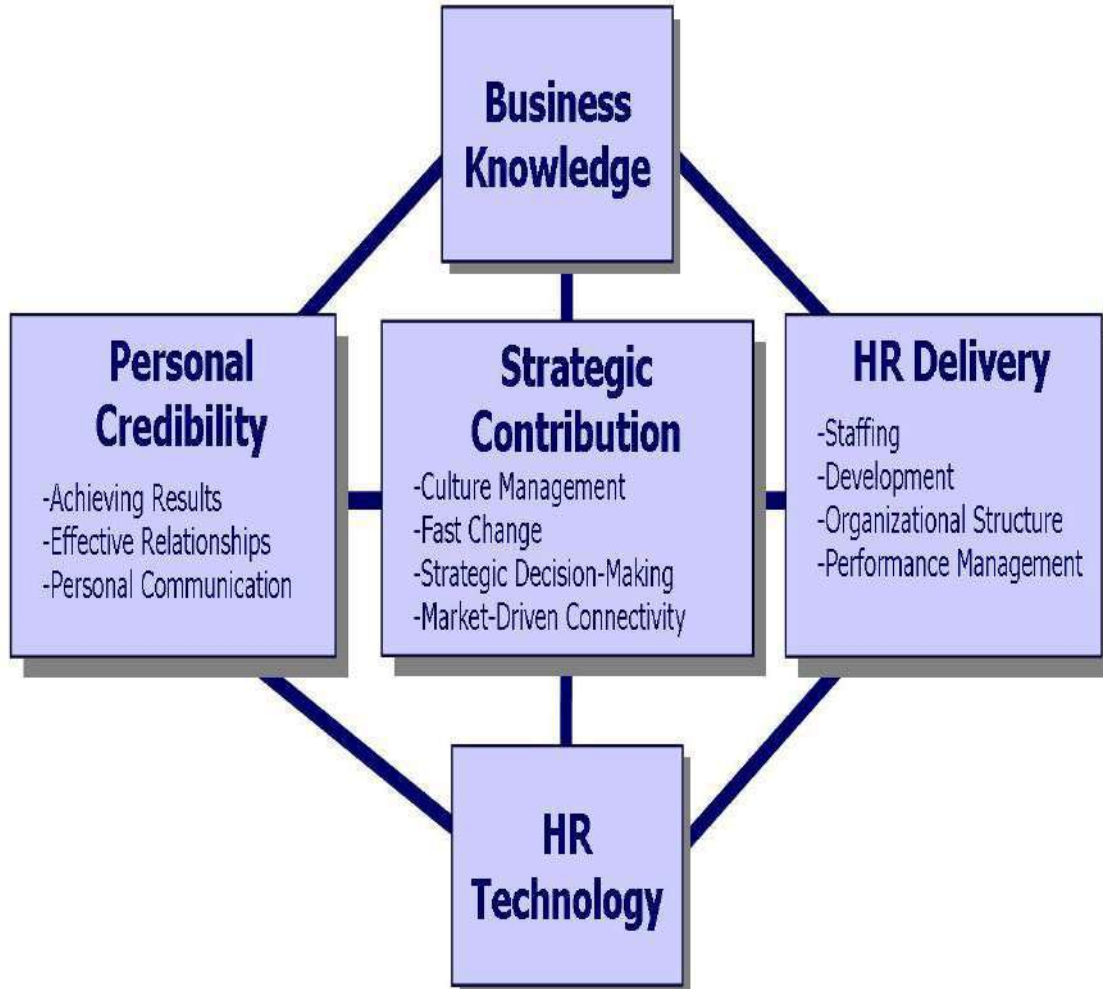 Business
Knowledge
Personal
Credibility
-Achieving Results
-Effective Relationships
-Personal Communication
Strategic
Contribution
-Culture Management
-Fast Change
-Strategic Decision-Making
-Market-Driven Connectivity
HR Delivery
-Staffing
-Development
-Organizational Structure
-Performance Management
HR
Technology